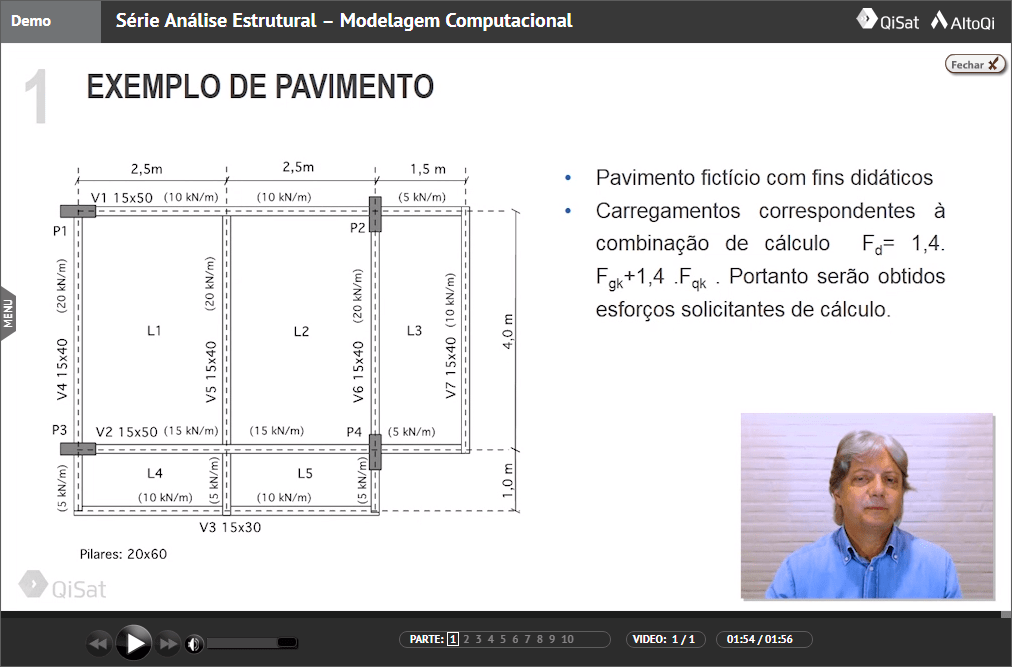 Demo
Série Análise Estrutural – Modelagem Computacional
QiSat AltoQi
Fechar X
1
EXEMPLO DE PAVIMENTO
2,5m 2,5m 1,5 m
V1 15x50 (10 kN/m) (10 kN/m) (5 kN/m)
P1 P2
(20 kN/m) (20 kN/m) (20 kN/m) (10 kN/m)
L1 L2 L3
4,0 m
V4 15x40 V5 15x40 V6 15x40 V7 15x40
P3 V2 15x50 (15 kN/m) (15 kN/m) P4 (5 kN/m)
L4 L5
(5 kN/m) (5 kN/m) (5 kN/m)
1,0 m
(10 kN/m) (10 kN/m)
V3 15x30
Pilares: 20x60
• Pavimento fictício com fins didáticos
• Carregamentos correspondentes à
combinação de cálculo Fd= 1,4.
Fgk+1,4 .Fqk . Portanto serão obtidos
esforços solicitantes de cálculo.
MENU
QiSat
PARTE: 1 2 3 4 5 6 7 8 9 10
VIDEO: 1 / 1
01:54 / 01:56